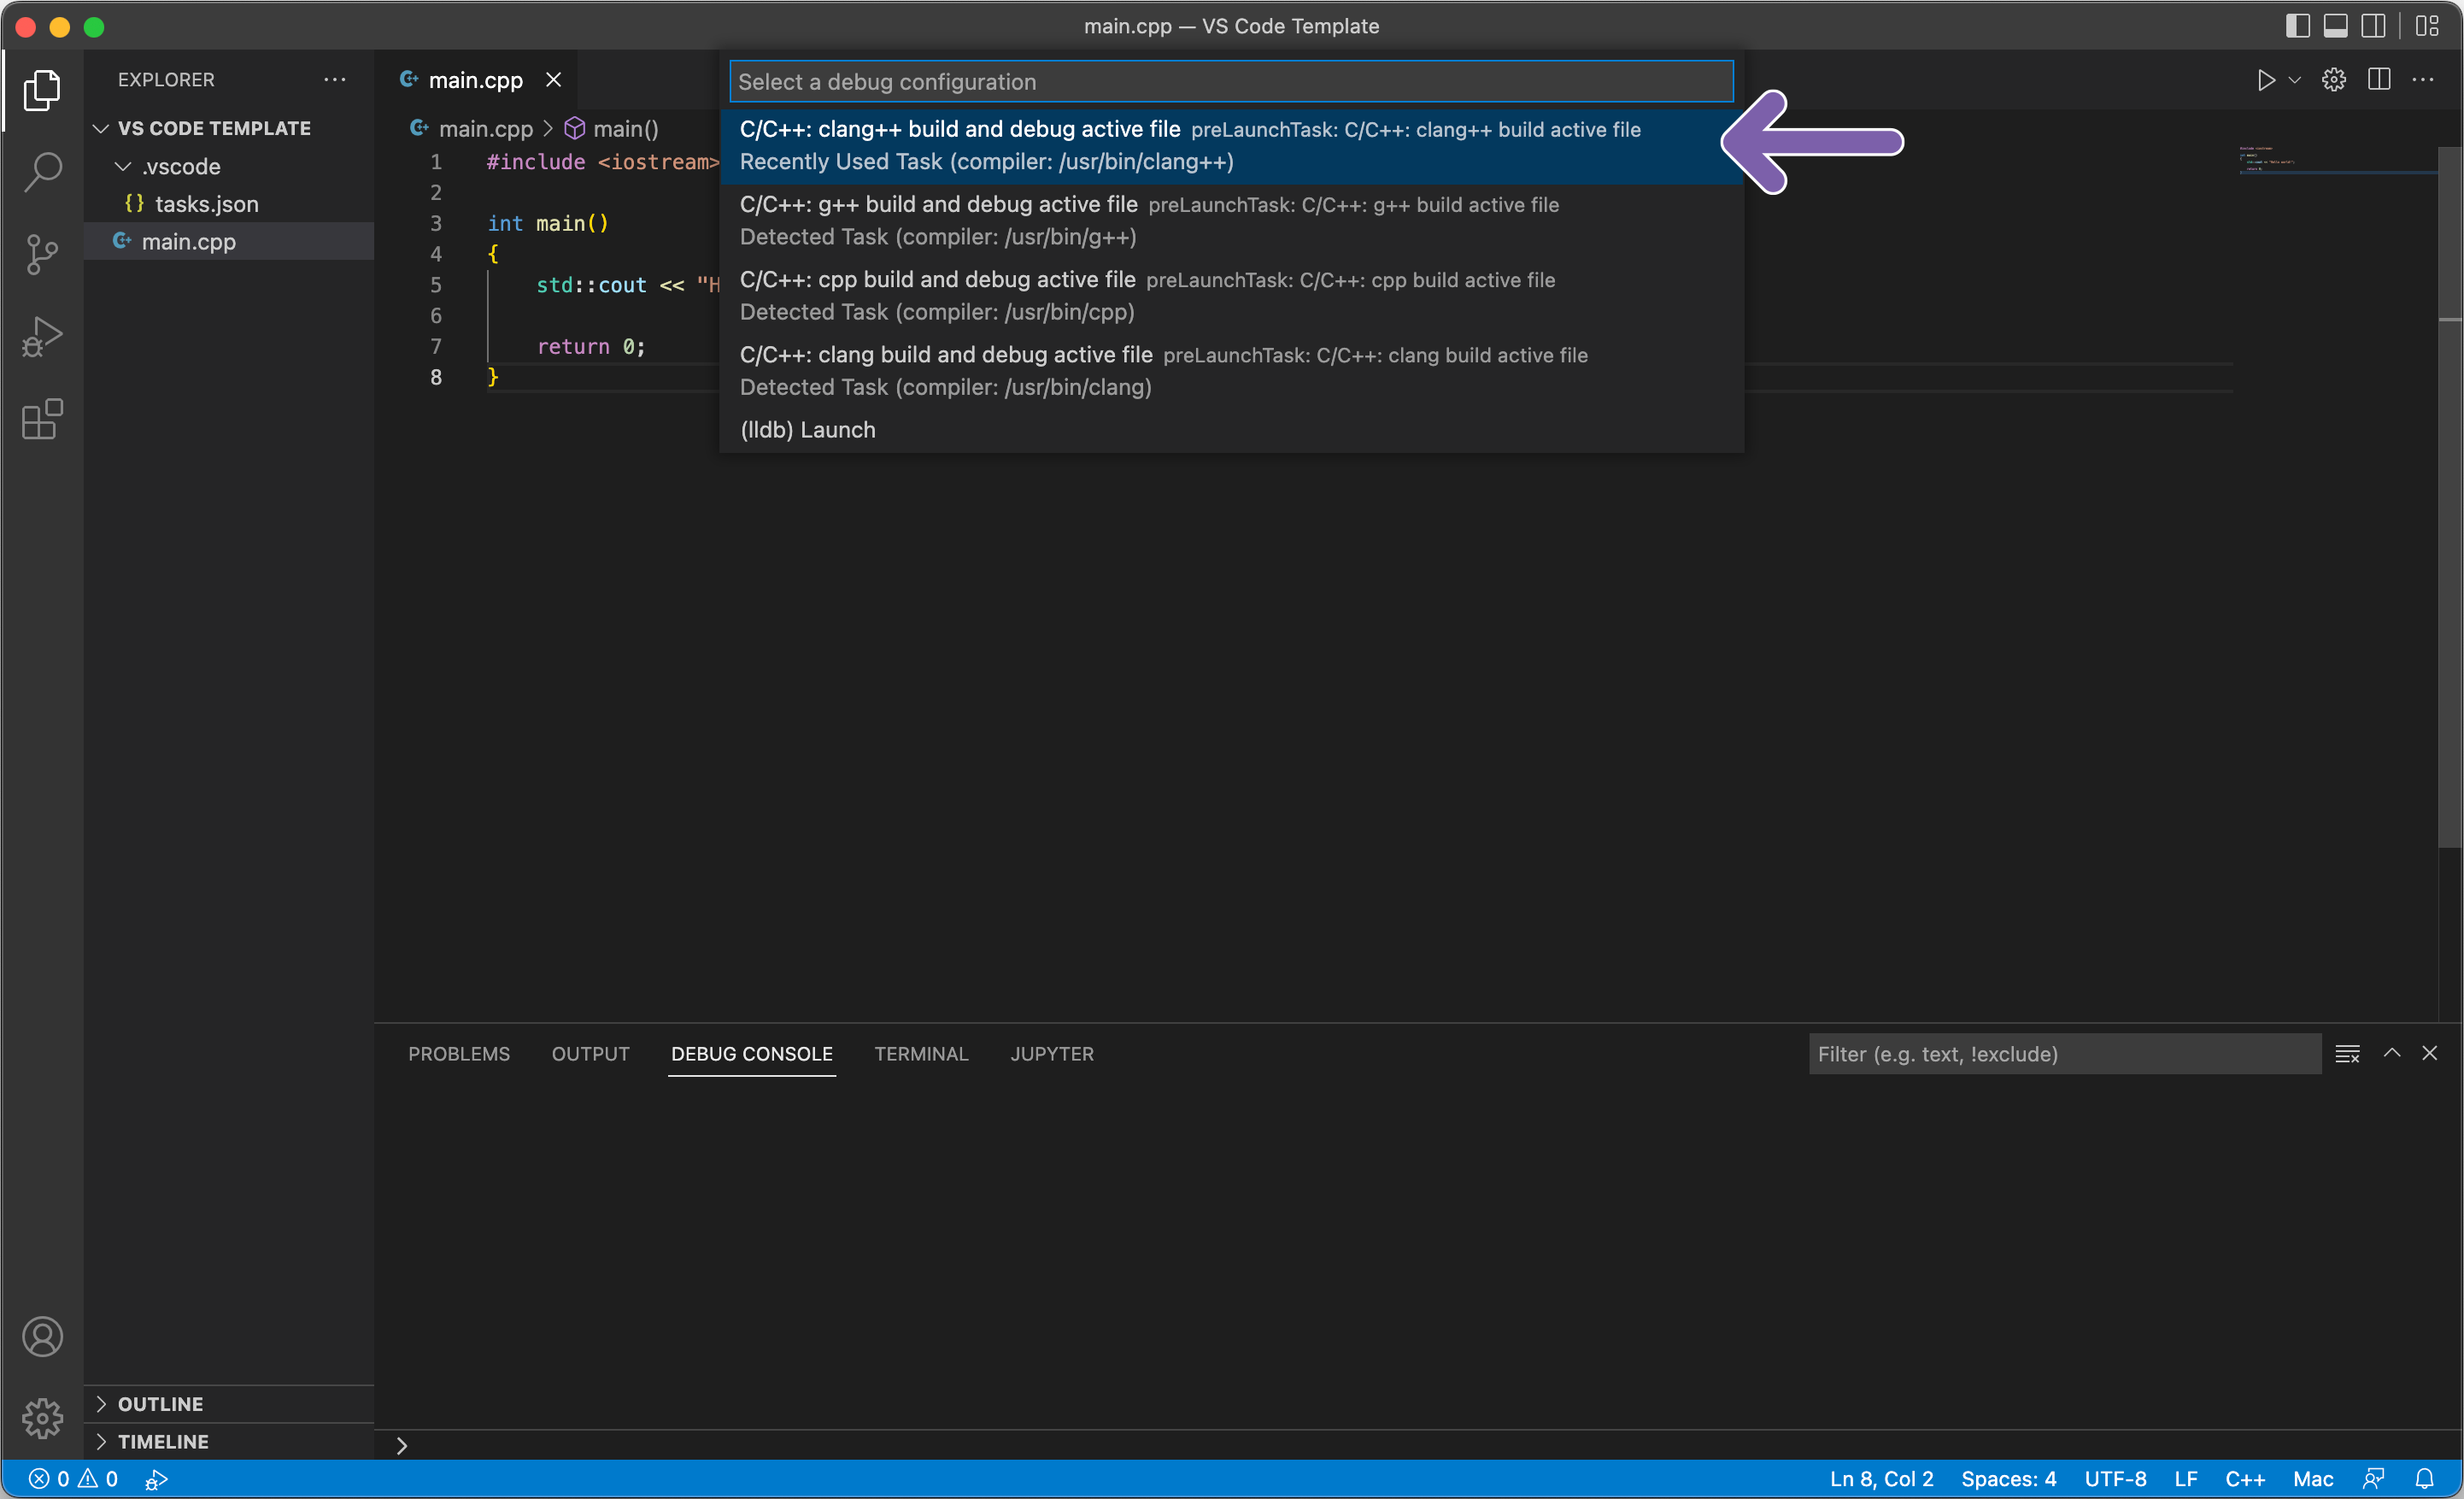 main.cpp — VS Code Template
EXPLORER
VS CODE TEMPLATE
.vscode
{} tasks.json
main.cpp
OUTLINE
TIMELINE
main.cpp
main.cpp > main()
1 #include <iostream>
2
3 int main()
4 {
5 std::cout << "H
6
7 return 0;
8 }
Select a debug configuration
C/C++: clang++ build and debug active file preLaunchTask: C/C++: clang++ build active file
Recently Used Task (compiler: /usr/bin/clang++)
C/C++: g++ build and debug active file preLaunchTask: C/C++: g++ build active file
Detected Task (compiler: /usr/bin/g++)
C/C++: cpp build and debug active file preLaunchTask: C/C++: cpp build active file
Detected Task (compiler: /usr/bin/cpp)
C/C++: clang build and debug active file preLaunchTask: C/C++: clang build active file
Detected Task (compiler: /usr/bin/clang)
(lldb) Launch
PROBLEMS OUTPUT DEBUG CONSOLE TERMINAL JUPYTER
Filter (e.g. text, !exclude)
0 0
Ln 8, Col 2 Spaces: 4 UTF-8 LF C++ Mac